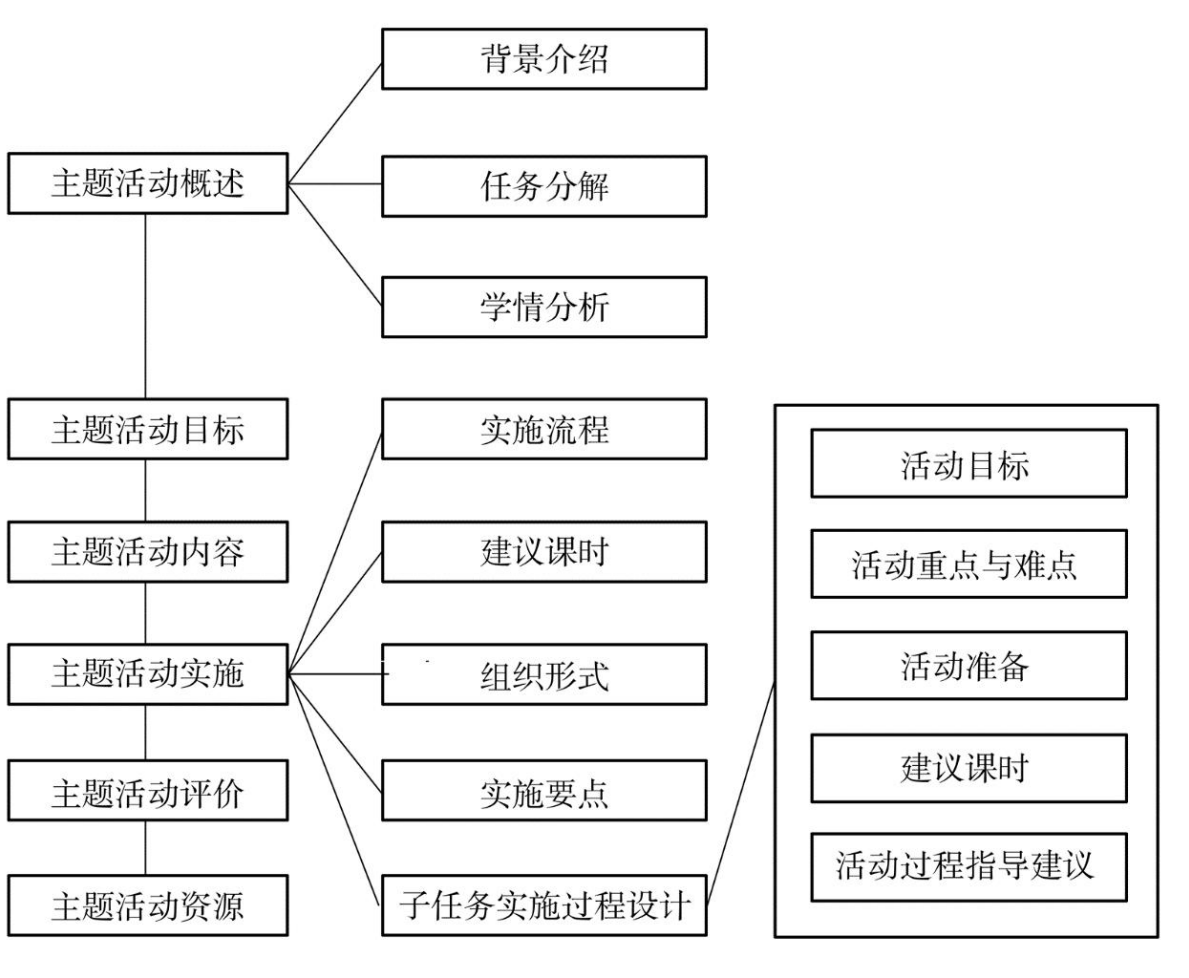 背景介绍
主题活动概述
任务分解
学情分析
主题活动目标
实施流程
主题活动内容
建议课时
主题活动实施
组织形式
主题活动评价
实施要点
主题活动资源
子任务实施过程设计
活动目标
活动重点与难点
活动准备
建议课时
活动过程指导建议